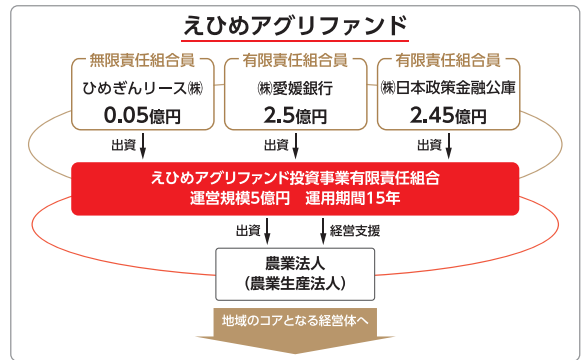 えひめアグリファンド
無限責任組合員
ひめぎんリース㈱
0.05億円
有限責任組合員
㈱愛媛銀行
2.5億円
有限責任組合員
㈱日本政策金融公庫
2.45億円
出資
出資
出資
えひめアグリファンド投資事業有限責任組合
運営規模5億円 運用期間15年
出資
経営支援
農業法人
（農業生産法人）
地域のコアとなる経営体へ